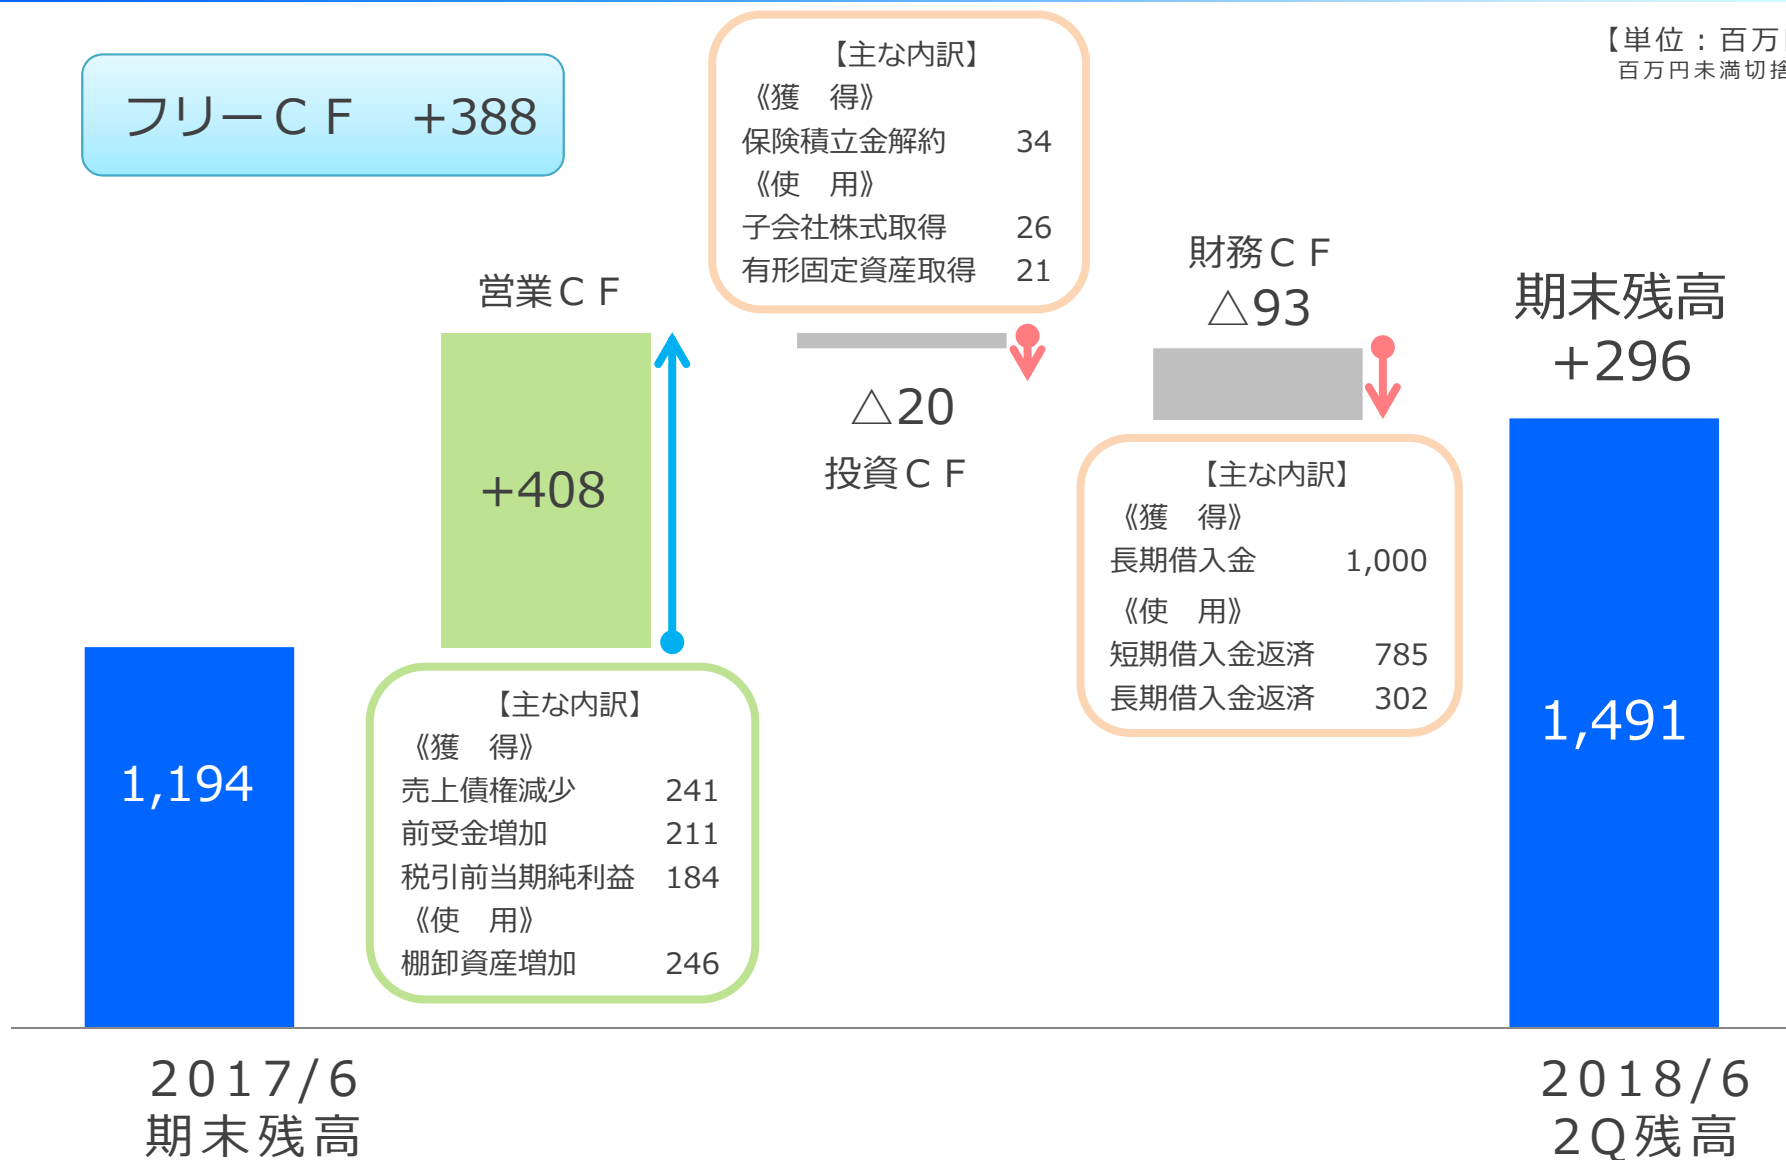 【単位：百万
百万円未満切捨
フリーＣＦ　+388
【主な内訳】
《獲　得》
保険積立金解約　34
《使　用》
子会社株式取得　26
有形固定資産取得　21
営業ＣＦ
+408
【主な内訳】
《獲　得》
売上債権減少　241
前受金増加　211
税引前当期純利益　184
《使　用》
棚卸資産増加　246
△20
投資ＣＦ
財務ＣＦ
△93
【主な内訳】
《獲　得》
長期借入金　1,000
《使　用》
短期借入金返済　785
長期借入金返済　302
期末残高
+296
1,194
1,491
2017/6
期末残高
2018/6
2Q残高